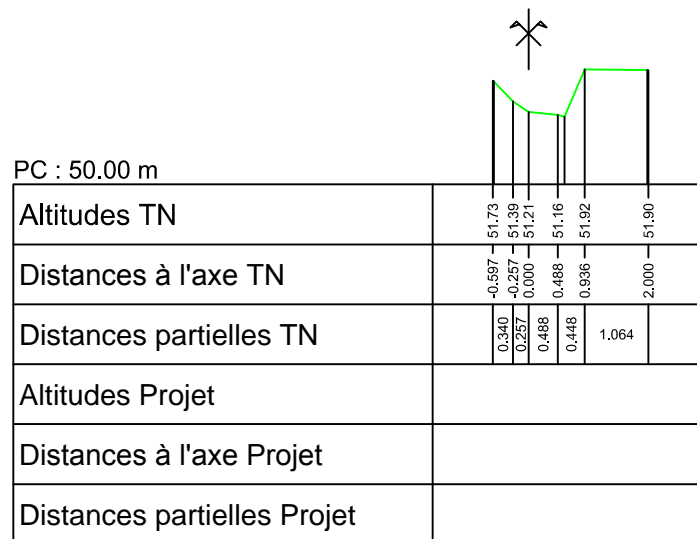 PC : 50.00 m
Altitudes TN
51.73 51.39 51.21 51.16 51.92 51.90
Distances à l'axe TN
-0.597 -0.257 0.000 0.488 0.936 2.000
Distances partielles TN
0.340 0.257 0.488 0.448 1.064
Altitudes Projet
Distances à l'axe Projet
Distances partielles Projet